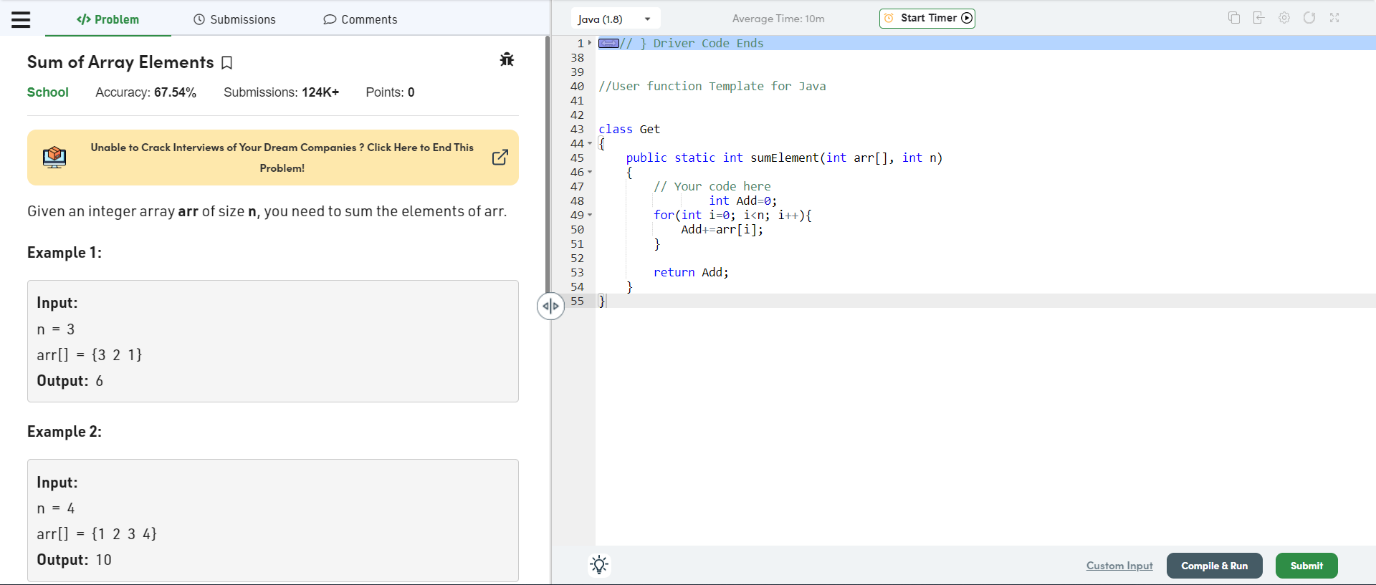 </> Problem
Submissions
Comments
Sum of Array Elements
School Accuracy: 67.54% Submissions: 124K+ Points: 0
Unable to Crack Interviews of Your Dream Companies ? Click Here to End This
Problem!
Given an integer array arr of size n, you need to sum the elements of arr.
Example 1:
Input:
n = 3
arr[] = {3 2 1}
Output: 6
Example 2:
Input:
n = 4
arr[] = {1 2 3 4}
Output: 10
Java (1.8)
Average Time: 10m
Start Timer
1 // } Driver Code Ends
38
39
40 //User function Template for Java
41
42
43 class Get
44 {
45 public static int sumElement(int arr[], int n)
46 {
47 // Your code here
48 int Add=0;
49 for(int i=0; i<n; i++){
50 Add+=arr[i];
51 }
52
53 return Add;
54 }
55 }
Custom Input
Compile & Run
Submit